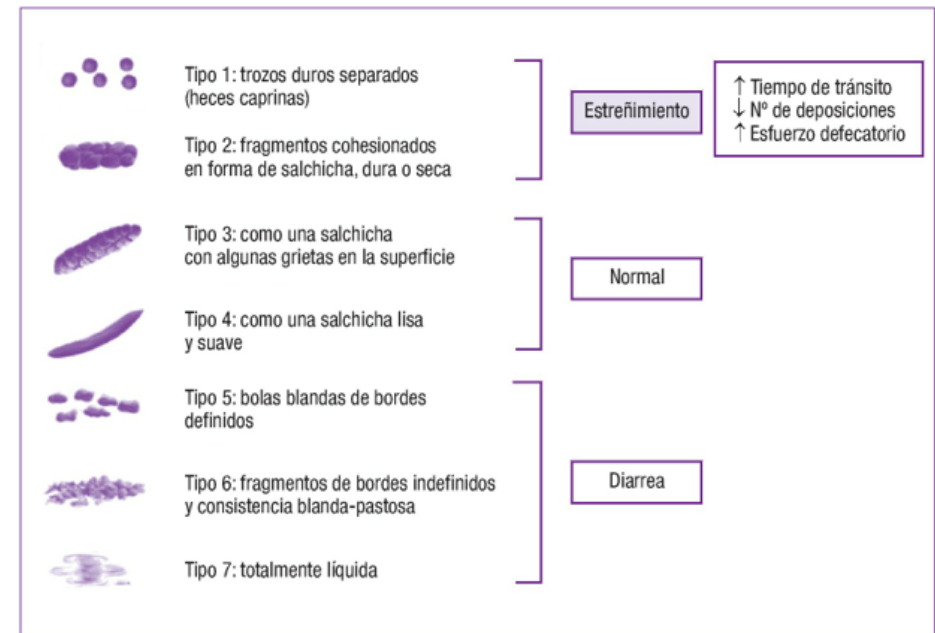 Tipo 1: trozos duros separados
(heces caprinas)
Tipo 2: fragmentos cohesionados
en forma de salchicha, dura o seca
Estreñimiento
↑ Tiempo de tránsito
↓ Nº de deposiciones
↑ Esfuerzo defecatorio
Tipo 3: como una salchicha
con algunas grietas en la superficie
Tipo 4: como una salchicha lisa
y suave
Normal
Tipo 5: bolas blandas de bordes
definidos
Tipo 6: fragmentos de bordes indefinidos
y consistencia blanda-pastosa
Tipo 7: totalmente líquida
Diarrea